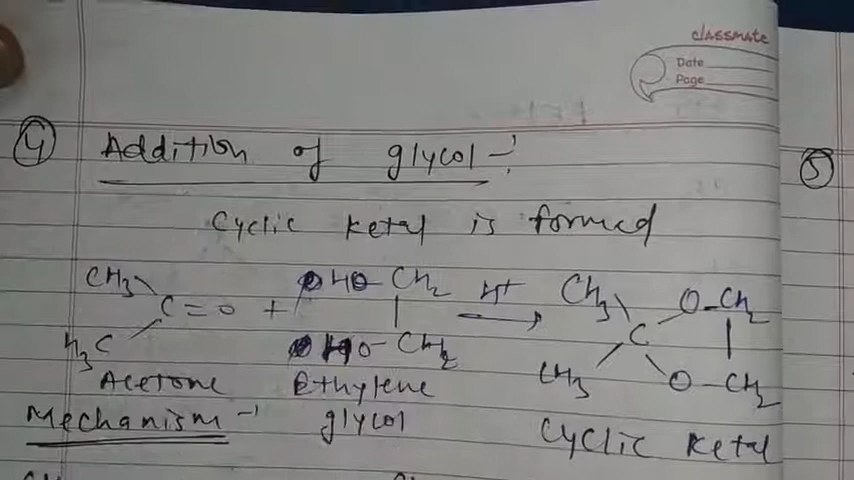 classmate
Date
Page
4 Addition of glycol -:
5
Cyclic ketal is formed
CH3 HO-CH2 H+ CH3 O-CH2
C=O + C
H3C HO-CH2 CH3 O-CH2
Acetone Ethylene
Mechanism -: glycol Cyclic ketal